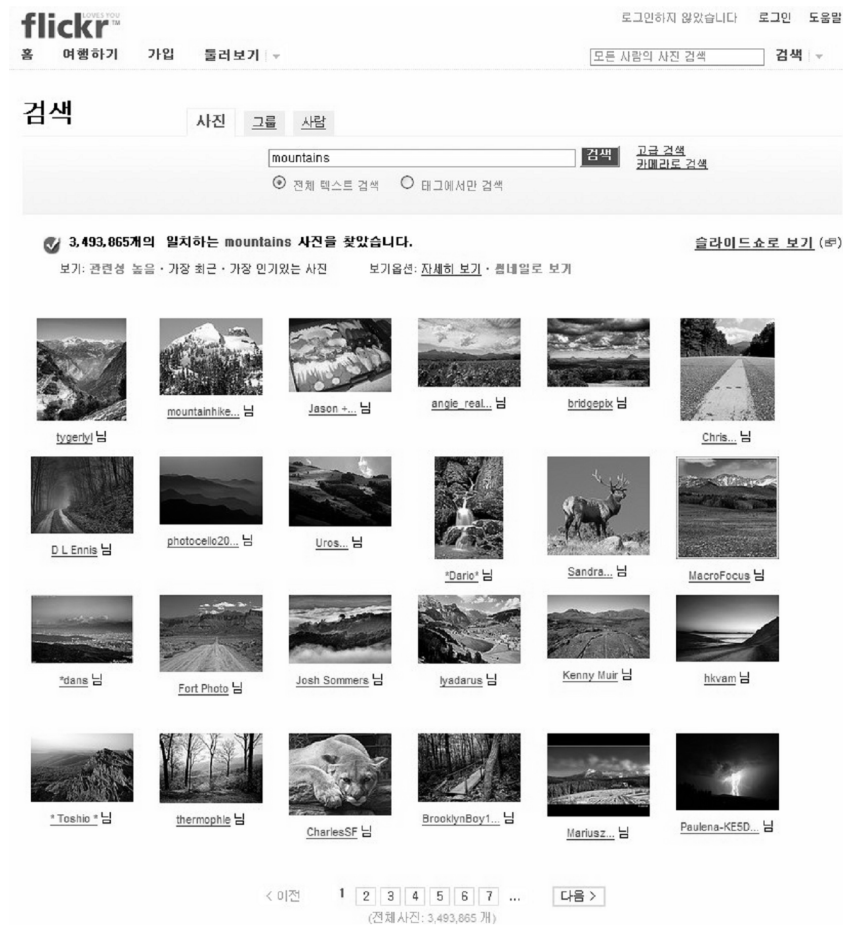 flickr LOVES YOU ™
로그인하지 않았습니다 로그인 도움말
홈 여행하기 가입 둘러보기
모든 사람의 사진 검색 검색
검색 사진 그룹 사람
mountains 검색 고급 검색
카메라로 검색
전체 텍스트 검색 태그에서만 검색
3,493,865개의 일치하는 mountains 사진을 찾았습니다. 슬라이드쇼로 보기
보기: 관련성 높음 · 가장 최근 · 가장 인기있는 사진 보기옵션: 자세히 보기 · 썸네일로 보기
tygerlyl 님
mountainhike... 님
Jason +... 님
angie_real... 님
bridgepix 님
Chris... 님
D L Ennis 님
photocello20... 님
Uros... 님
*Dario* 님
Sandra... 님
MacroFocus 님
*dans 님
Fort Photo 님
Josh Sommers 님
lyadarus 님
Kenny Muir 님
hkvam 님
* Toshio * 님
thermophle 님
CharlesSF 님
BrooklynBoy1... 님
Mariusz... 님
Paulena-KE5D... 님
< 이전 1 2 3 4 5 6 7 ... 다음 >
(전체사진: 3,493,865 개)